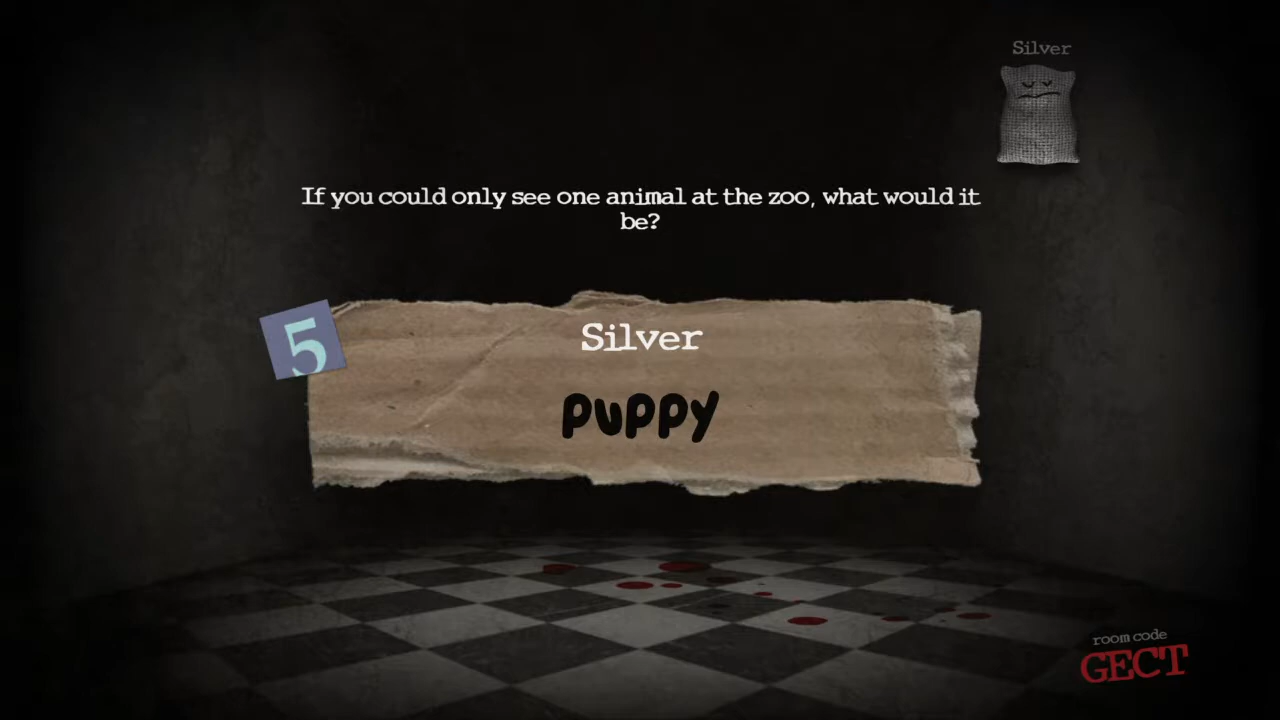 Silver
If you could only see one animal at the zoo, what would it
be?
5
Silver
PUPPY
room code
GECT